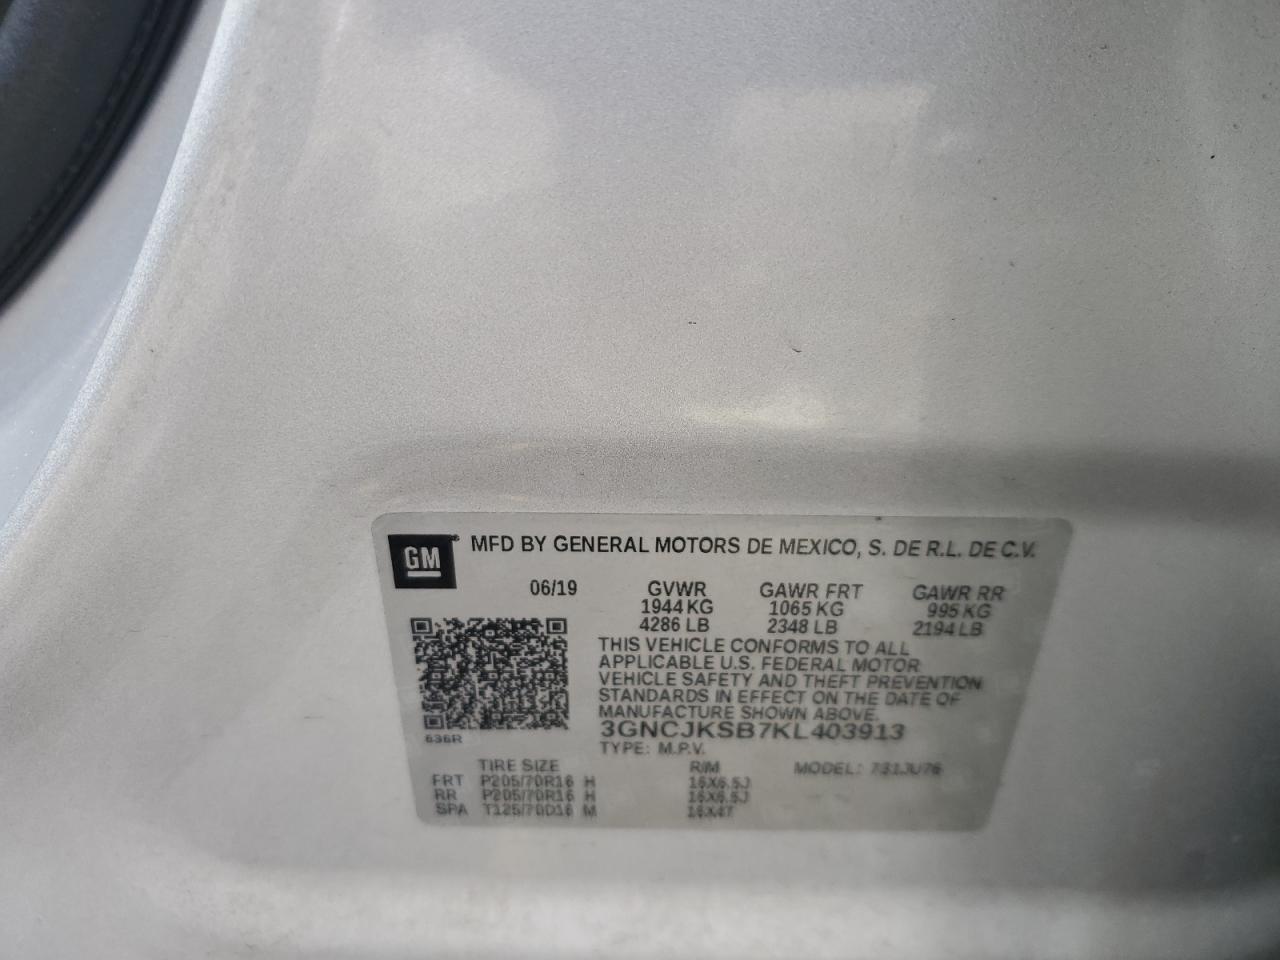 GM MFD BY GENERAL MOTORS DE MEXICO, S. DE R.L. DE C.V.
06/19 GVWR GAWR FRT GAWR RR
1944 KG 1065 KG 995 KG
4286 LB 2348 LB 2194 LB
THIS VEHICLE CONFORMS TO ALL
APPLICABLE U.S. FEDERAL MOTOR
VEHICLE SAFETY AND THEFT PREVENTION
STANDARDS IN EFFECT ON THE DATE OF
MANUFACTURE SHOWN ABOVE.
3GNCJKSB7KL403913
636R
TYPE: M.P.V.
TIRE SIZE RIM MODEL: 731JU76
FRT P205/70R16 H 16X6.5J
RR P205/70R16 H 16X6.5J
SPA T125/70D16 M 16X4T